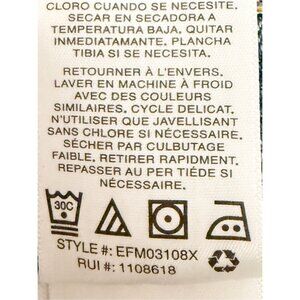 CLORO CUANDO SE NECESITE.
SECAR EN SECADORA A
TEMPERATURA BAJA. QUITAR
INMEDIATAMENTE. PLANCHA
TIBIA SI SE NECESITA.
RETOURNER À L'ENVERS.
LAVER EN MACHINE À FROID
AVEC DES COULEURS
SIMILAIRES. CYCLE DELICAT.
N'UTILISER QUE JAVELLISANT
SANS CHLORE SI NÉCESSAIRE.
SÉCHER PAR CULBUTAGE
FAIBLE. RETIRER RAPIDMENT.
REPASSER AU PER TIÈDE SI
NÉCESSAIRE.
30C
STYLE #: EFM03108X
RUI #: 1108618